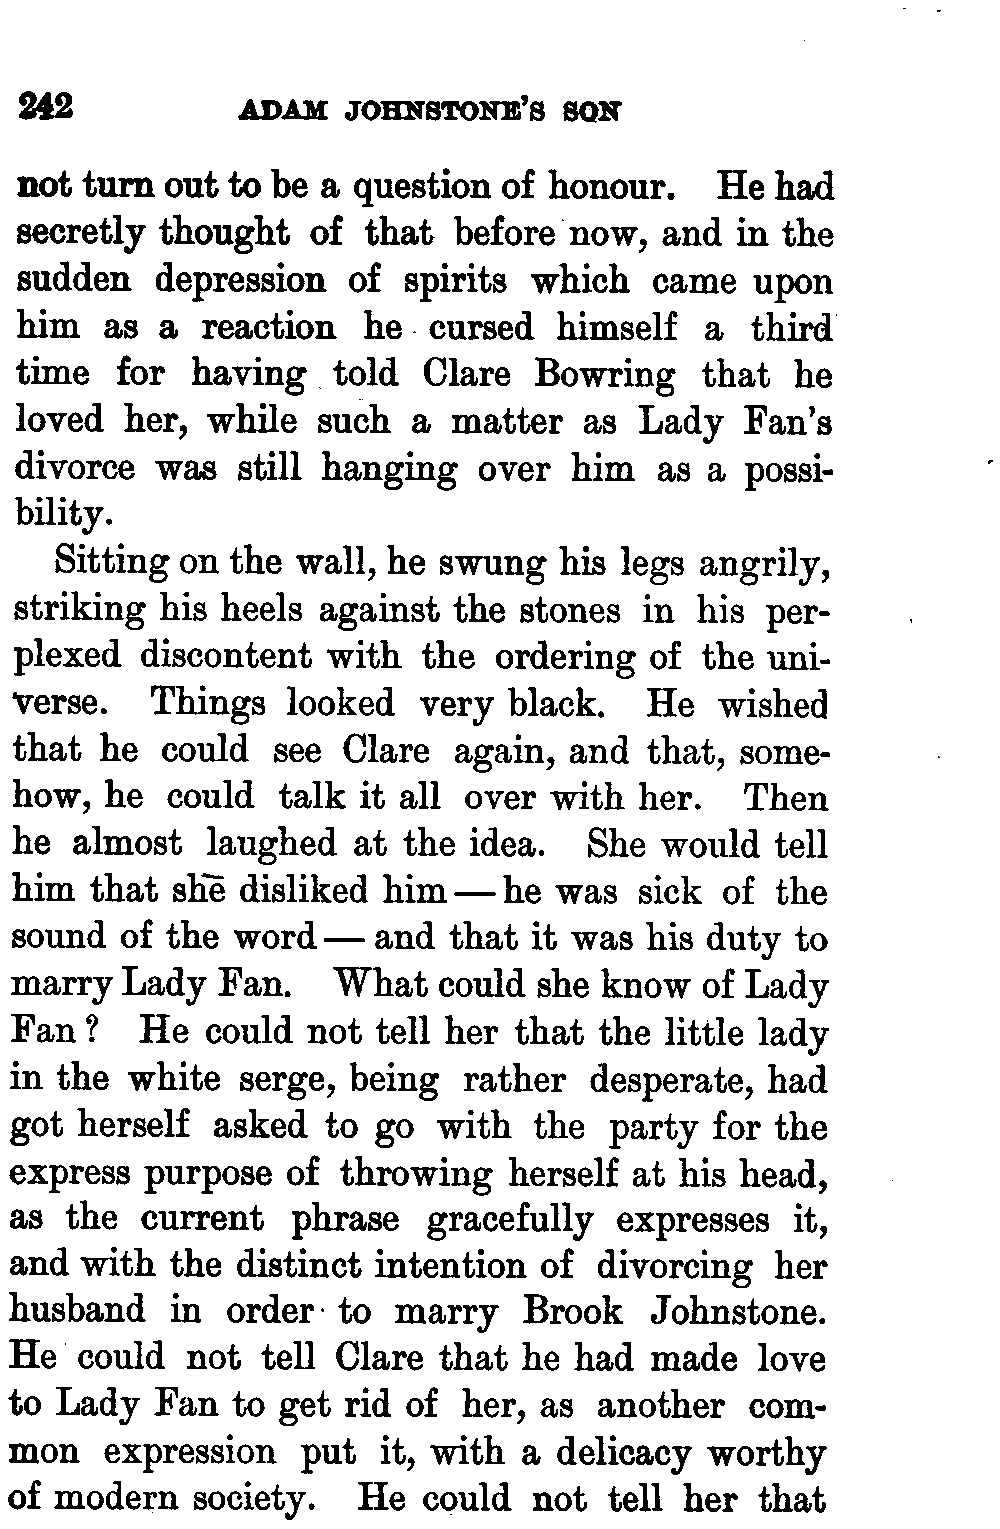 242 ADAM JOHNSTONE'S SON
not turn out to be a question of honour. He had
secretly thought of that before now, and in the
sudden depression of spirits which came upon
him as a reaction he cursed himself a third
time for having told Clare Bowring that he
loved her, while such a matter as Lady Fan's
divorce was still hanging over him as a possi-
bility.
Sitting on the wall, he swung his legs angrily,
striking his heels against the stones in his per-
plexed discontent with the ordering of the uni-
verse. Things looked very black. He wished
that he could see Clare again, and that, some-
how, he could talk it all over with her. Then
he almost laughed at the idea. She would tell
him that she disliked him — he was sick of the
sound of the word — and that it was his duty to
marry Lady Fan. What could she know of Lady
Fan? He could not tell her that the little lady
in the white serge, being rather desperate, had
got herself asked to go with the party for the
express purpose of throwing herself at his head,
as the current phrase gracefully expresses it,
and with the distinct intention of divorcing her
husband in order to marry Brook Johnstone.
He could not tell Clare that he had made love
to Lady Fan to get rid of her, as another com-
mon expression put it, with a delicacy worthy
of modern society. He could not tell her that